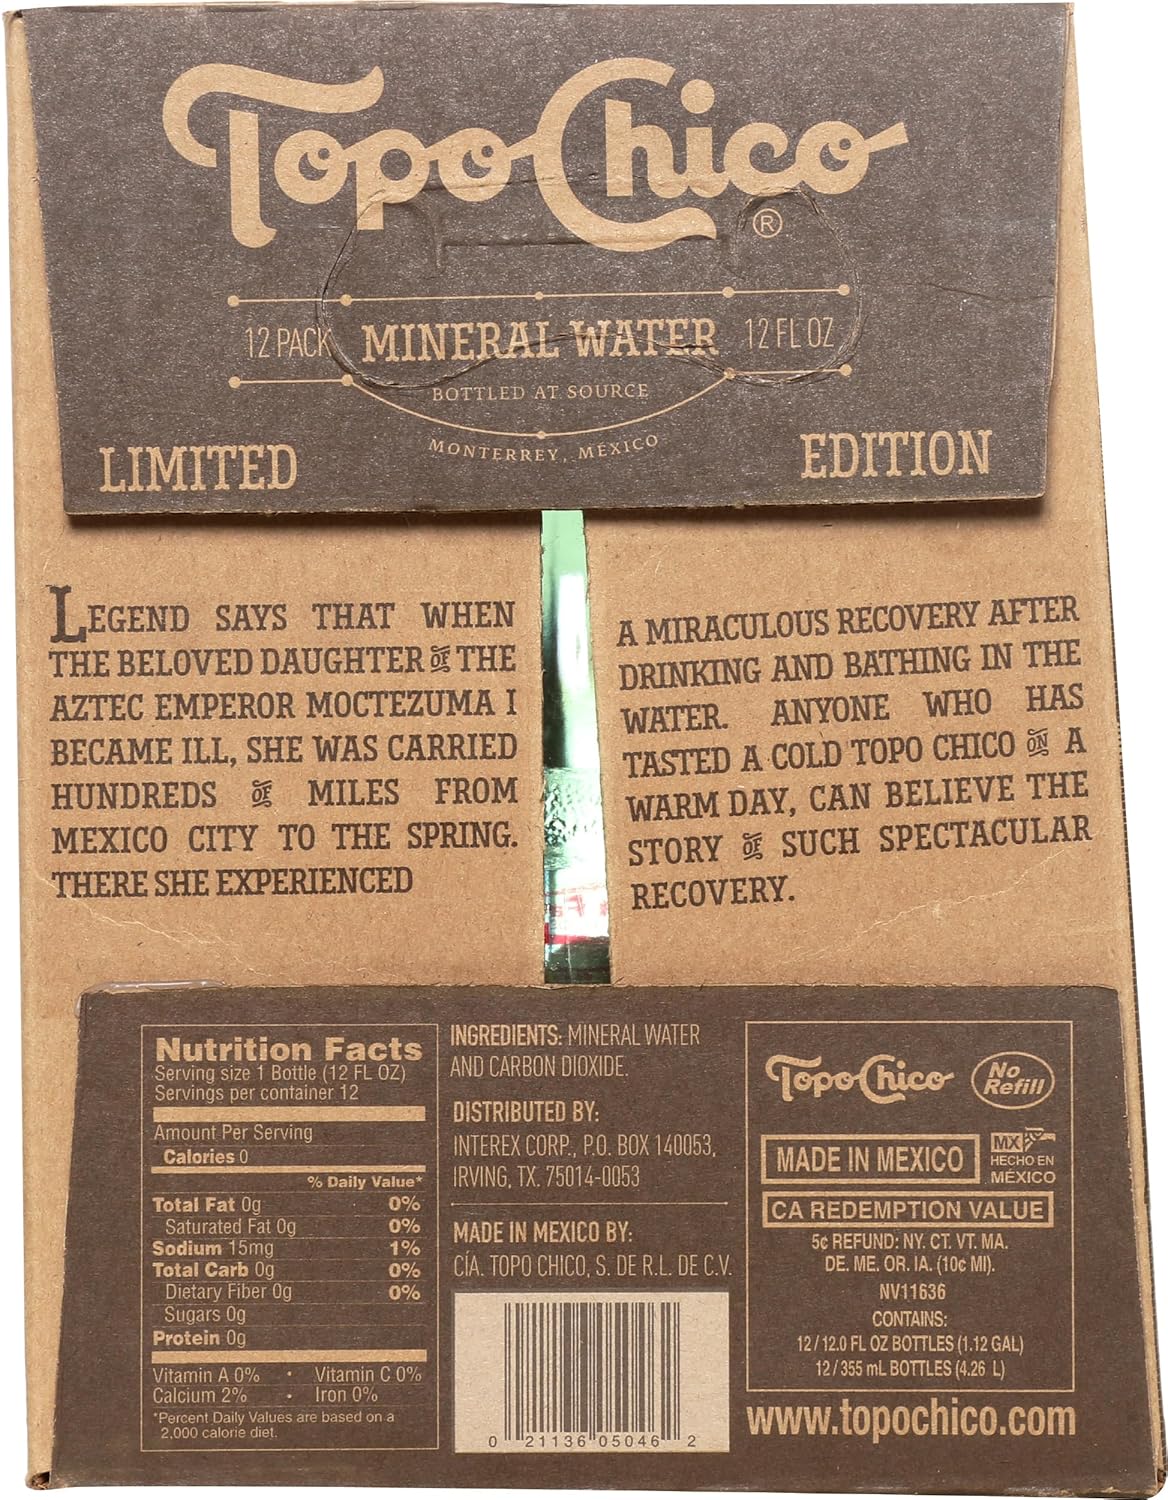 Topo Chico
®
12 PACK MINERAL WATER 12 FL OZ
BOTTLED AT SOURCE
MONTERREY, MÉXICO
LIMITED EDITION
LEGEND SAYS THAT WHEN
THE BELOVED DAUGHTER OF THE
AZTEC EMPEROR MOCTEZUMA I
BECAME ILL, SHE WAS CARRIED
HUNDREDS OF MILES FROM
MEXICO CITY TO THE SPRING.
THERE SHE EXPERIENCED
A MIRACULOUS RECOVERY AFTER
DRINKING AND BATHING IN THE
WATER. ANYONE WHO HAS
TASTED A COLD TOPO CHICO ON A
WARM DAY, CAN BELIEVE THE
STORY OF SUCH SPECTACULAR
RECOVERY.
Nutrition Facts
Serving size 1 Bottle (12 FL OZ)
Servings per container 12
Amount Per Serving
Calories 0
% Daily Value*
Total Fat 0g 0%
Saturated Fat 0g 0%
Sodium 15mg 1%
Total Carb 0g 0%
Dietary Fiber 0g 0%
Sugars 0g
Protein 0g
Vitamin A 0% • Vitamin C 0%
Calcium 2% • Iron 0%
*Percent Daily Values are based on a
2,000 calorie diet.
INGREDIENTS: MINERAL WATER
AND CARBON DIOXIDE.
DISTRIBUTED BY:
INTEREX CORP., P.O. BOX 140053,
IRVING, TX. 75014-0053
MADE IN MEXICO BY:
CÍA. TOPO CHICO, S. DE R.L. DE C.V.
0 21136 05046 2
Topo Chico
No
Refill
MADE IN MEXICO
MX
HECHO EN
MÉXICO
CA REDEMPTION VALUE
5¢ REFUND: NY. CT. VT. MA.
DE. ME. OR. IA. (10¢ MI).
NV11636
CONTAINS:
12 / 12.0 FL OZ BOTTLES (1.12 GAL)
12 / 355 mL BOTTLES (4.26 L)
www.topochico.com